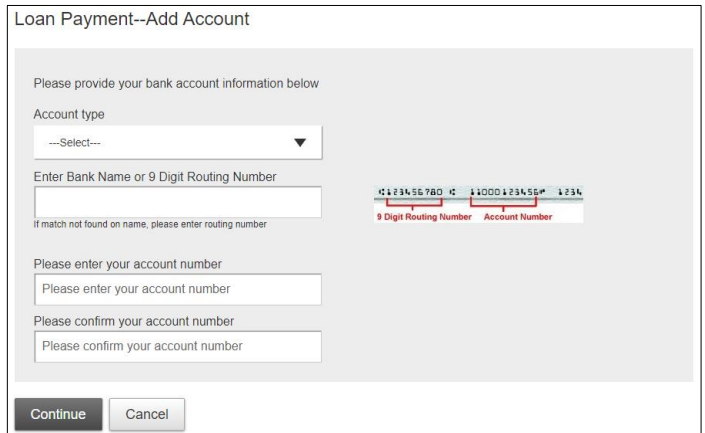 Loan Payment--Add Account
Please provide your bank account information below
Account type
---Select---
Enter Bank Name or 9 Digit Routing Number
If match not found on name, please enter routing number
⑆123456780 ⑆ 11000123456⑈ 1234
9 Digit Routing Number Account Number
Please enter your account number
Please enter your account number
Please confirm your account number
Please confirm your account number
Continue Cancel